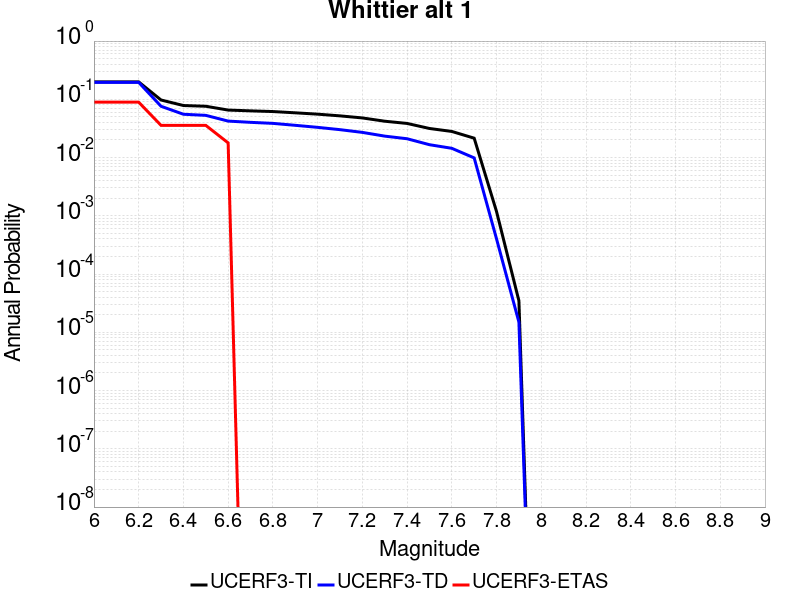 Whittier alt 1
10^0
10^-1
10^-2
10^-3
10^-4
10^-5
10^-6
10^-7
10^-8
Annual Probability
6 6.2 6.4 6.6 6.8 7 7.2 7.4 7.6 7.8 8 8.2 8.4 8.6 8.8 9
Magnitude
UCERF3-TI UCERF3-TD UCERF3-ETAS